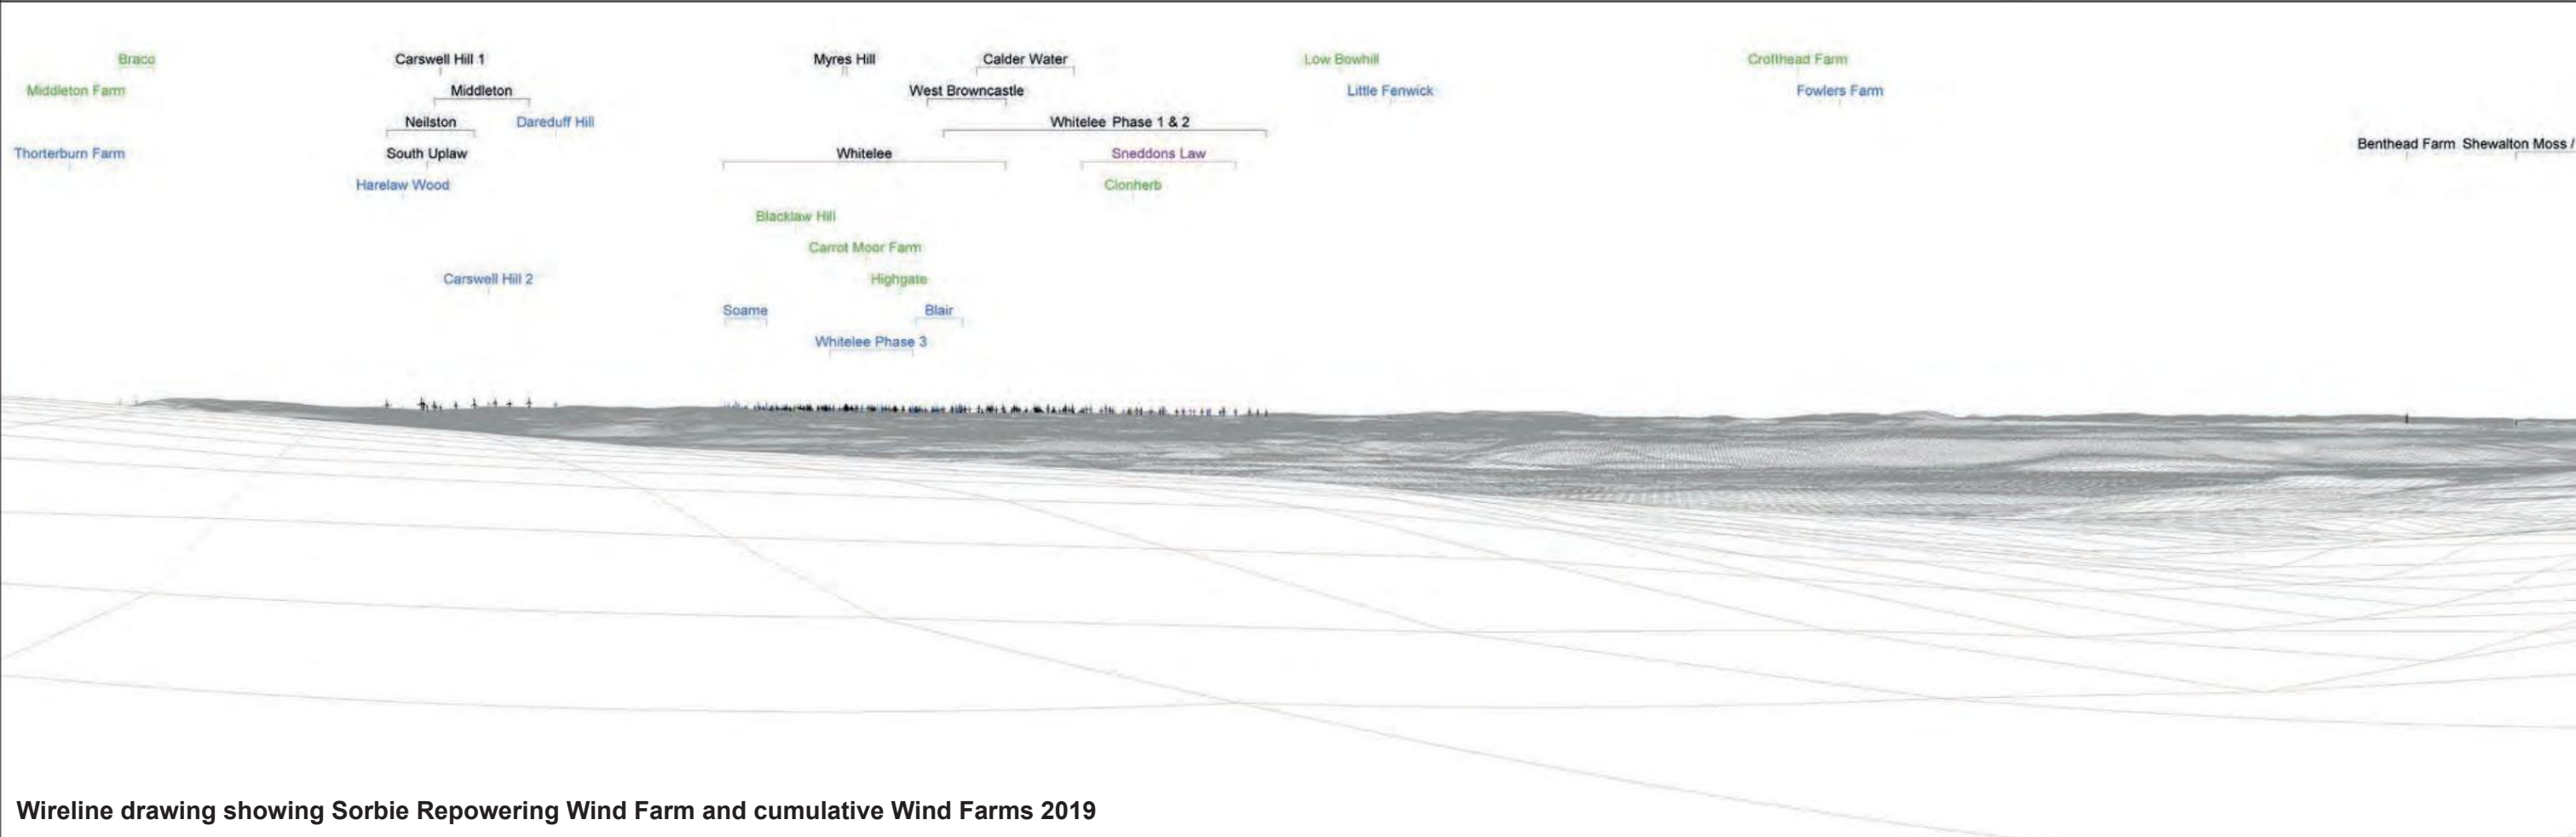 Braco Carswell Hill 1 Myres Hill Calder Water Low Bowhill Crofthead Farm
Middleton Farm Middleton West Browncastle Little Fenwick Fowlers Farm
Neilston Dareduff Hill Whitelee Phase 1 & 2
Benthead Farm Shewalton Moss /
Thorterburn Farm South Uplaw Whitelee Sneddons Law
Harelaw Wood Clonherb
Blacklaw Hill
Carrot Moor Farm
Carswell Hill 2 Highgate
Soame Blair
Whitelee Phase 3
Wireline drawing showing Sorbie Repowering Wind Farm and cumulative Wind Farms 2019